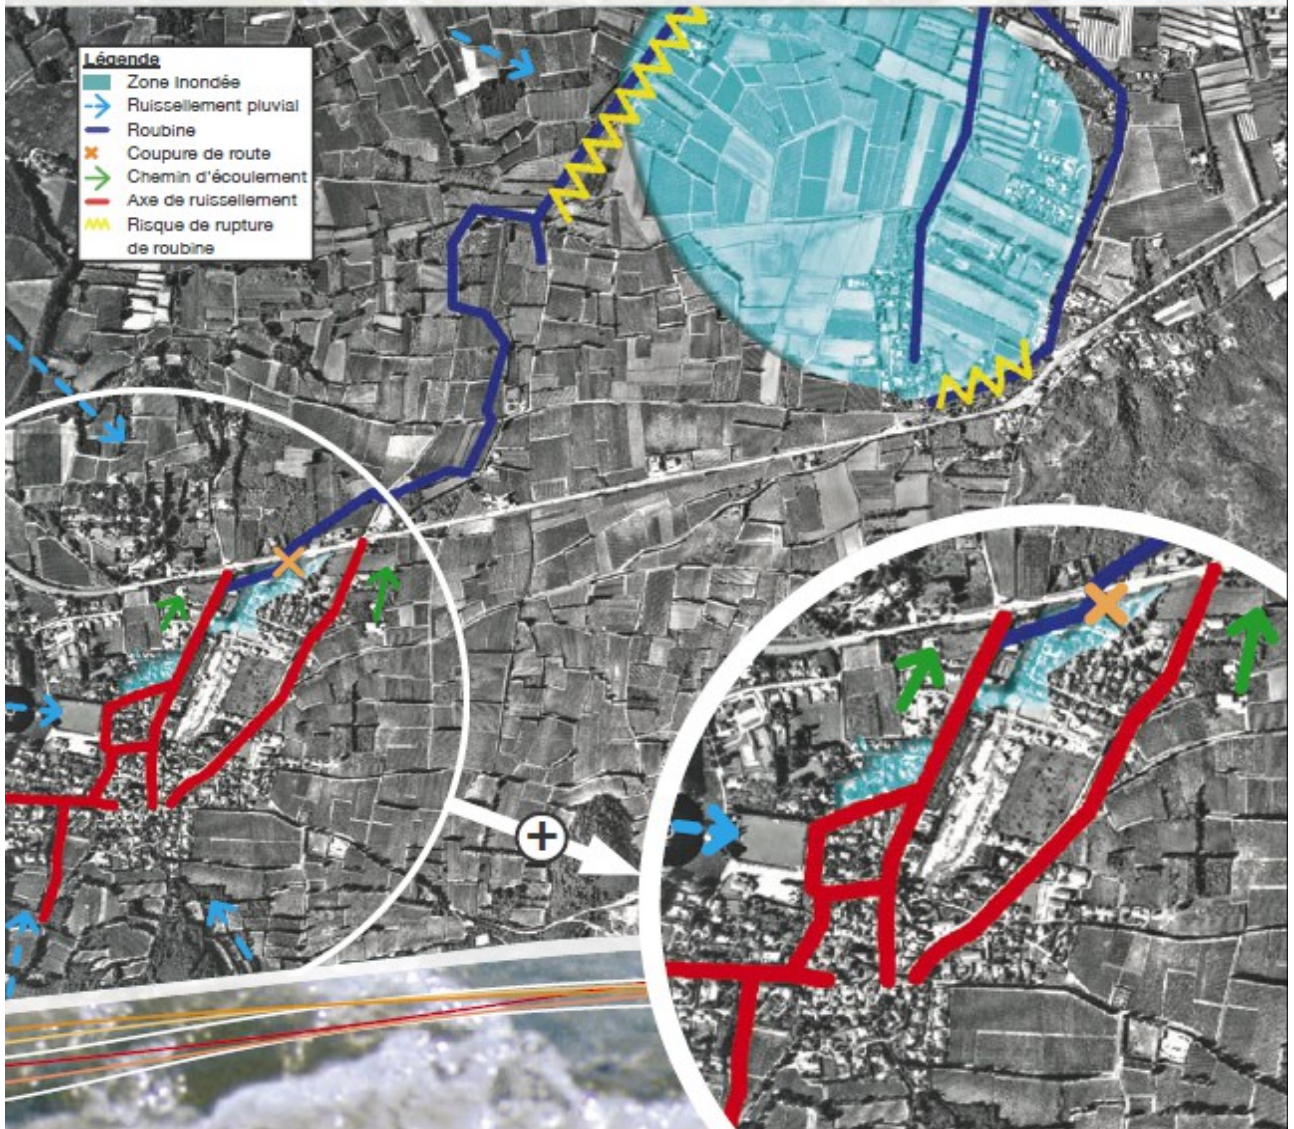 Légende
Zone Inondée
Ruissellement pluvial
Roubine
Coupure de route
Chemin d'écoulement
Axe de ruissellement
Risque de rupture
de roubine